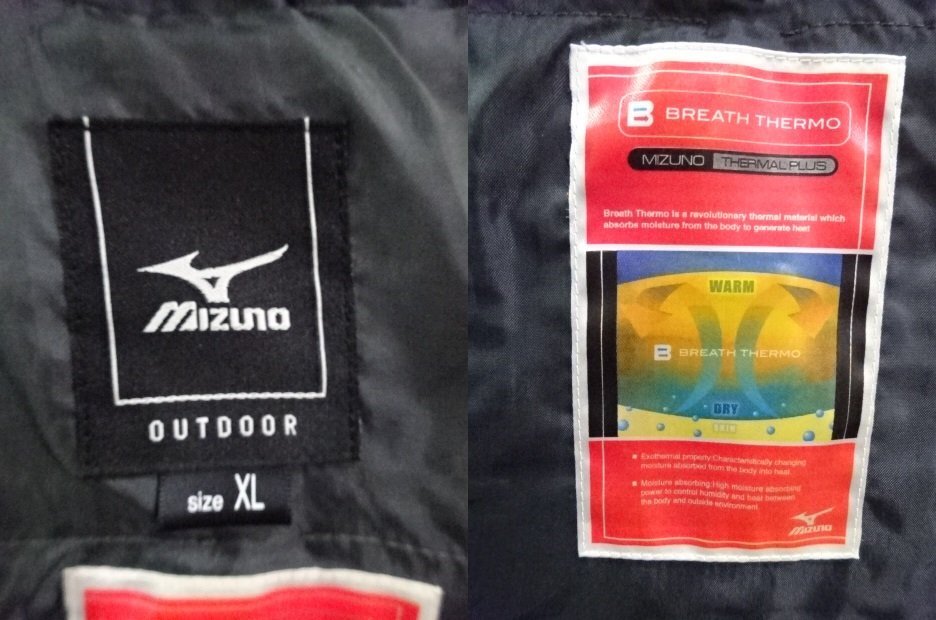 MIZUNO
OUTDOOR
size XL
B BREATH THERMO
MIZUNO THERMAL PLUS
Breath Thermo is a revolutionary thermal material which
absorbs moisture from the body to generate heat
WARM
B BREATH THERMO
DRY
SKIN
Exothermal property:Characteristically changing
moisture absorbed from the body into heat.
Moisture absorbing:High moisture absorbing
power to control humidity and heat between
the body and outside environment.
MIZUNO